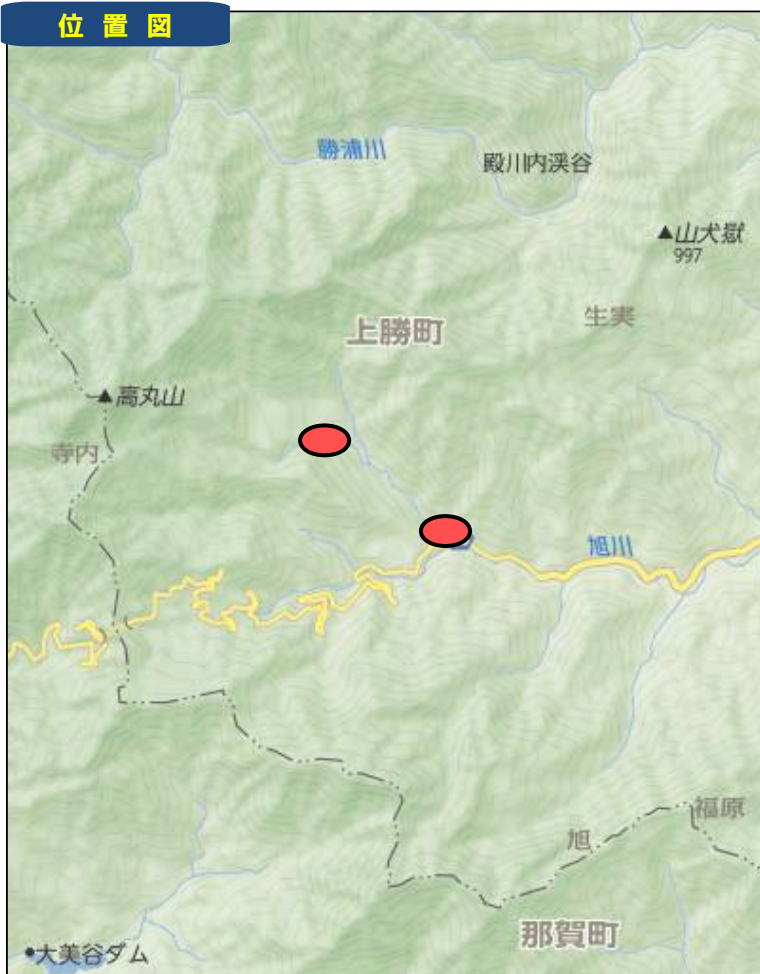 位置図
勝浦川
殿川内渓谷
▲山犬嶽
997
生実
上勝町
▲高丸山
寺内
旭川
福原
旭
那賀町
•大美谷ダム